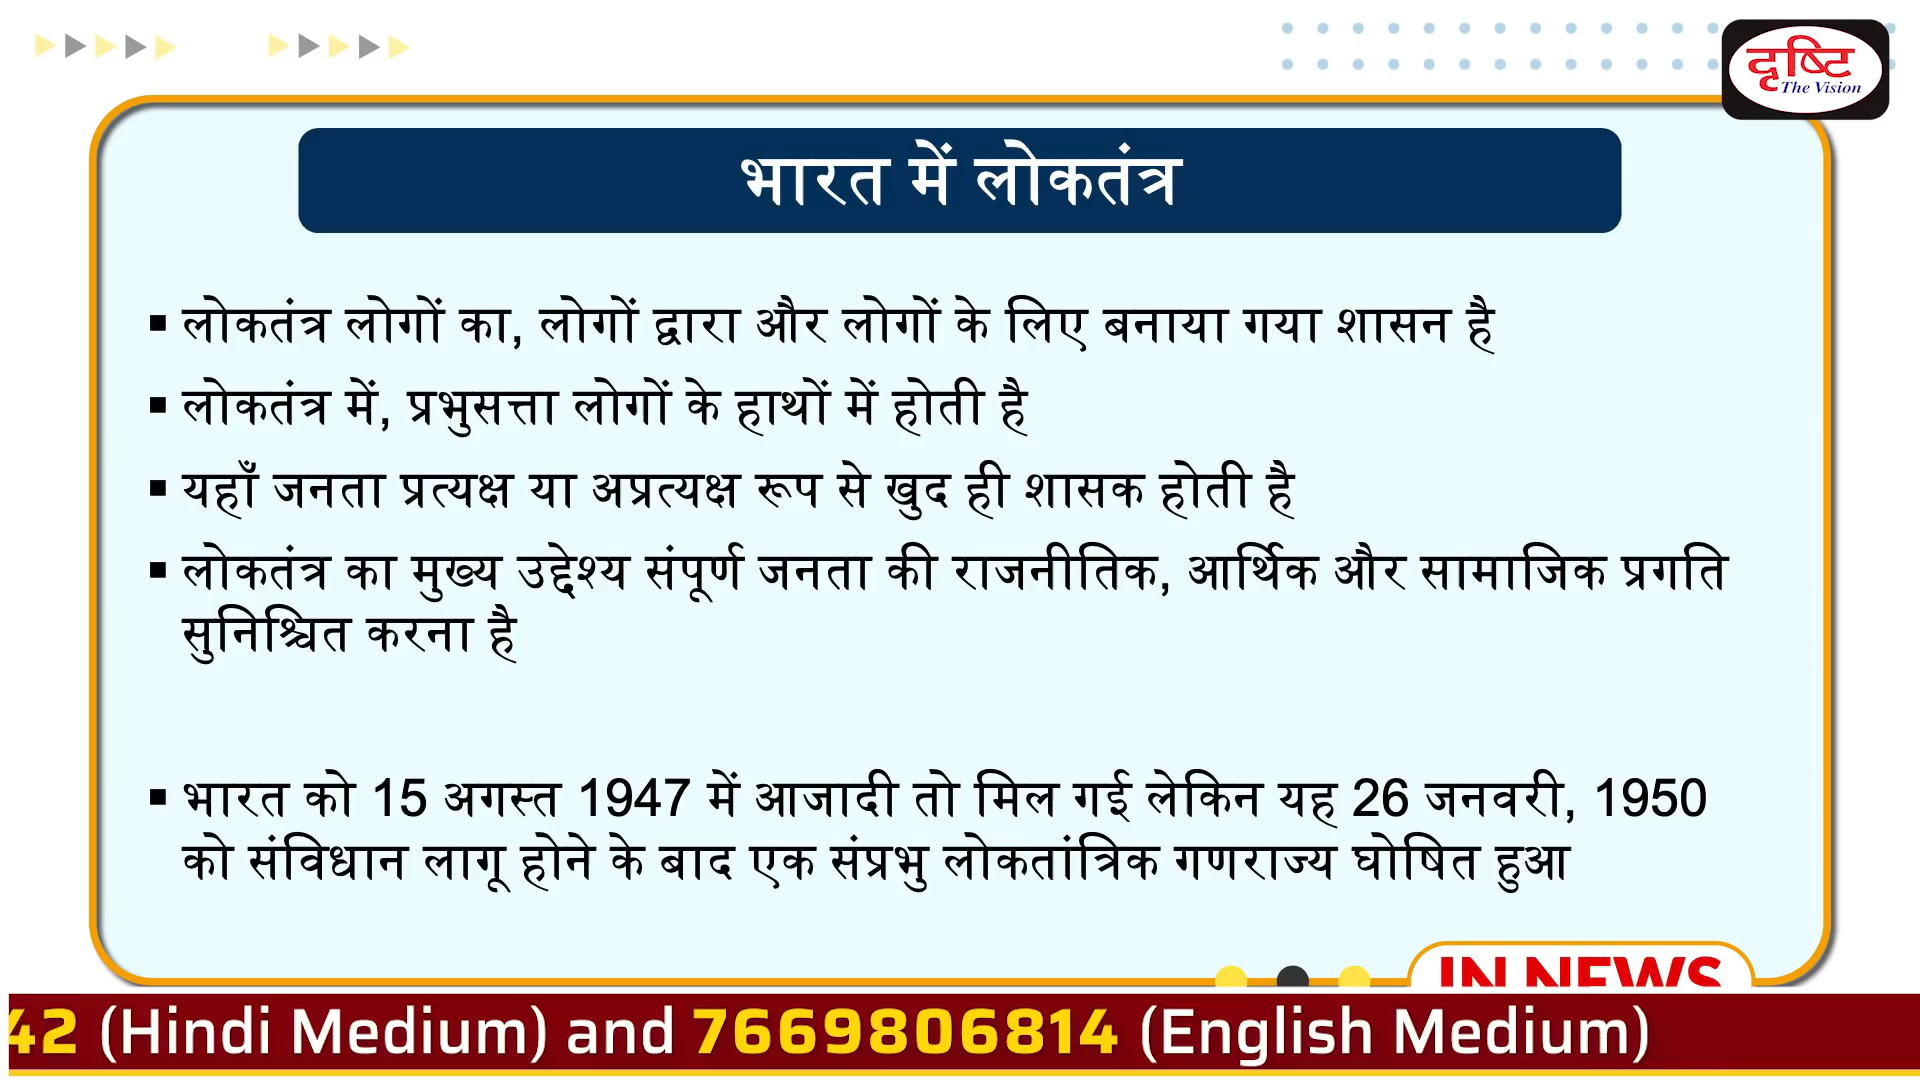 दृष्टि
The Vision
भारत में लोकतंत्र
▪ लोकतंत्र लोगों का, लोगों द्वारा और लोगों के लिए बनाया गया शासन है
▪ लोकतंत्र में, प्रभुसत्ता लोगों के हाथों में होती है
▪ यहाँ जनता प्रत्यक्ष या अप्रत्यक्ष रूप से खुद ही शासक होती है
▪ लोकतंत्र का मुख्य उद्देश्य संपूर्ण जनता की राजनीतिक, आर्थिक और सामाजिक प्रगति
सुनिश्चित करना है
▪ भारत को 15 अगस्त 1947 में आजादी तो मिल गई लेकिन यह 26 जनवरी, 1950
को संविधान लागू होने के बाद एक संप्रभु लोकतांत्रिक गणराज्य घोषित हुआ
IN NEWS
42 (Hindi Medium) and 7669806814 (English Medium)